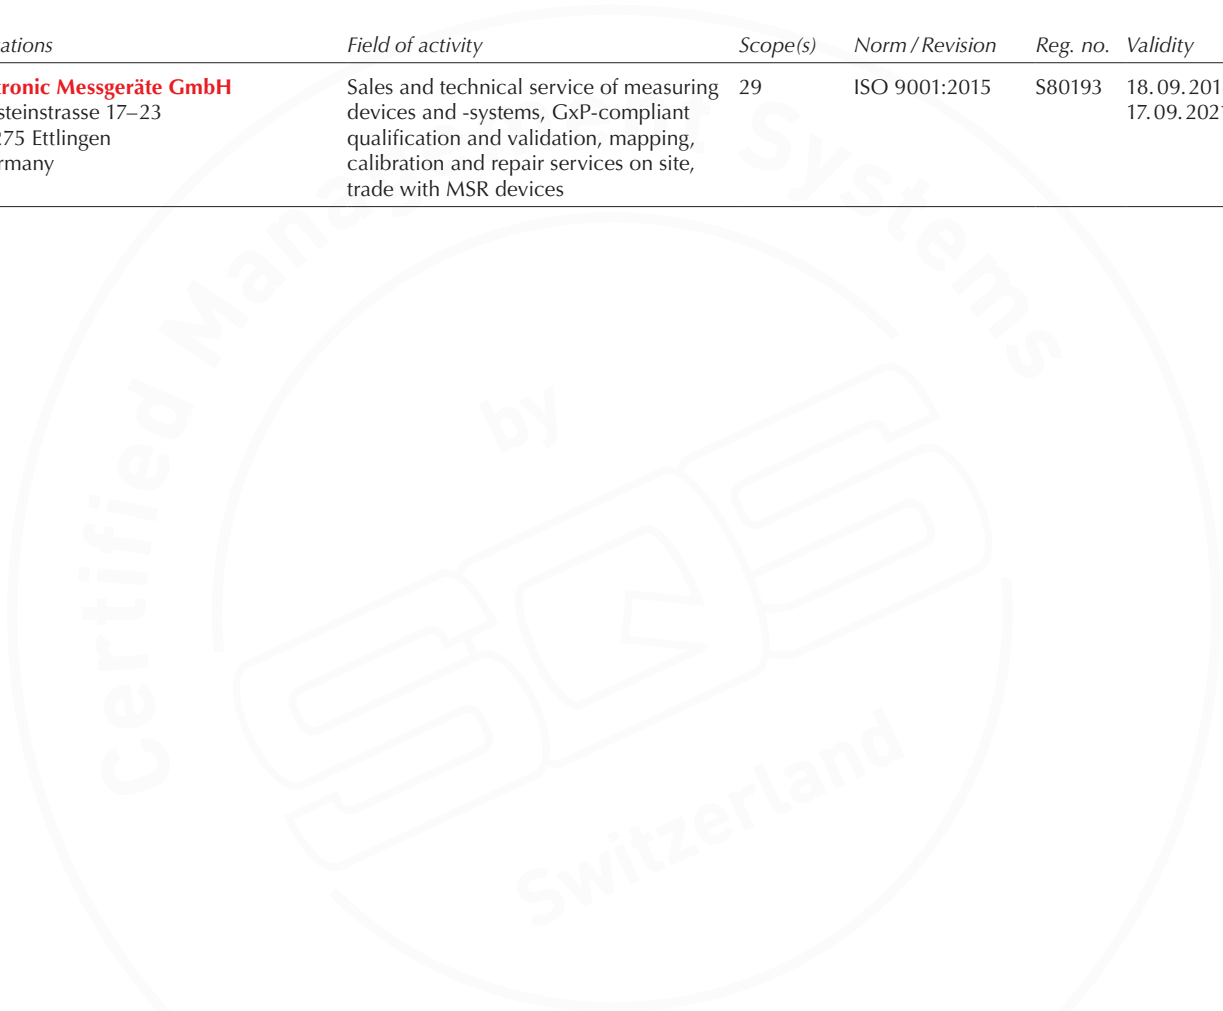 ations Field of activity Scope(s) Norm / Revision Reg. no. Validity
ronic Messgeräte GmbH Sales and technical service of measuring 29 ISO 9001:2015 S80193 18. 09. 201
steinstrasse 17–23 devices and -systems, GxP-compliant 17. 09. 2021
275 Ettlingen qualification and validation, mapping,
rmany calibration and repair services on site,
trade with MSR devices
Certified Management Systems
by
SQS
Switzerland